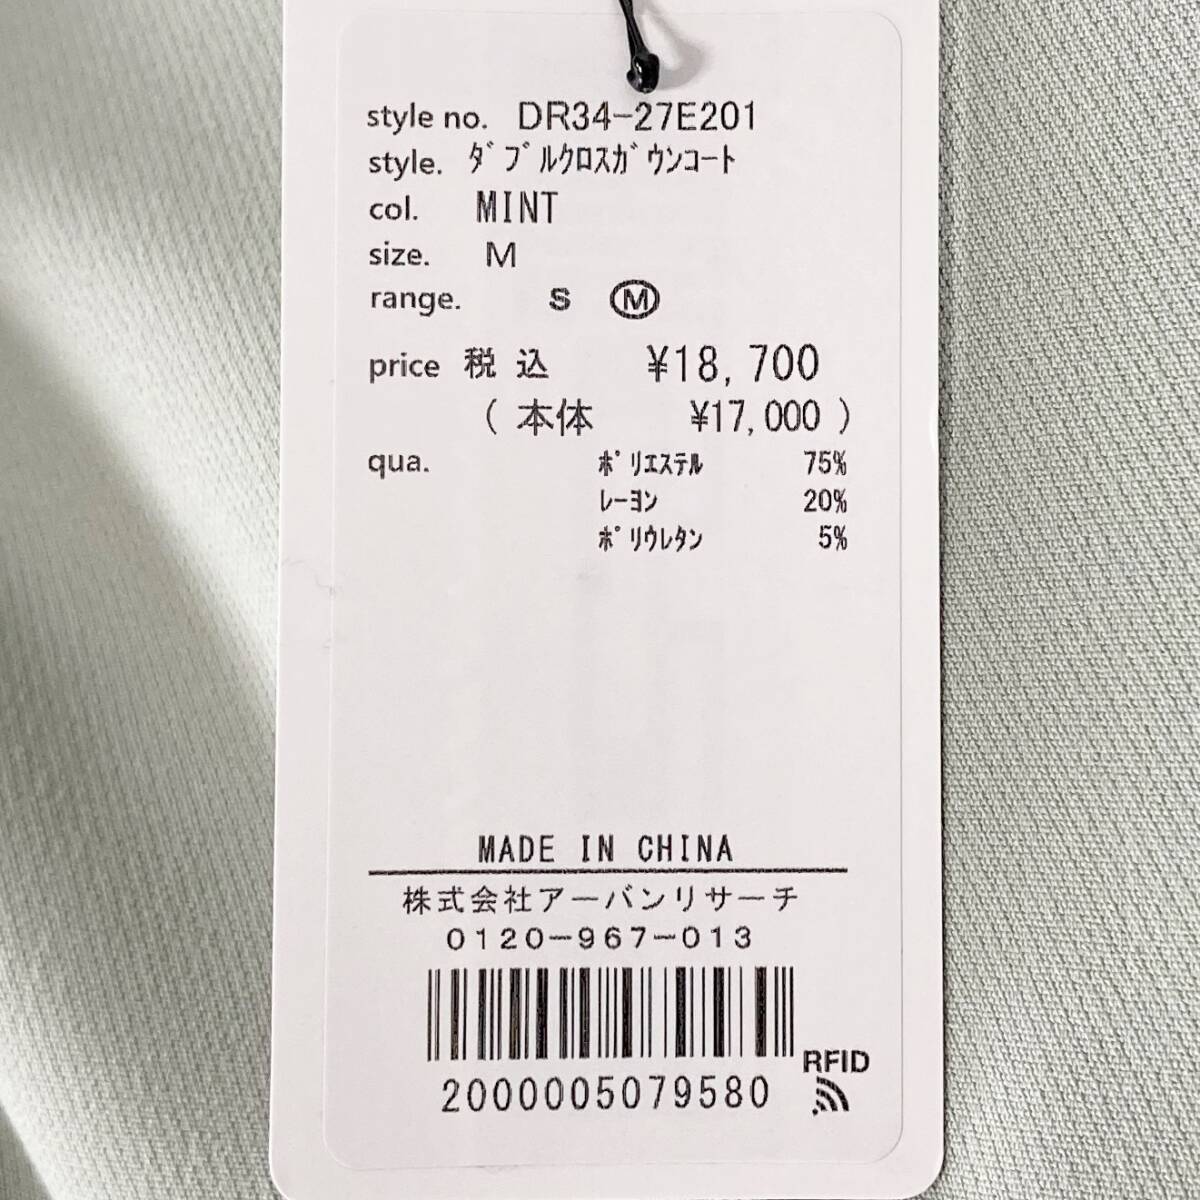 style no. DR34-27E201
style. ﾀﾞﾌﾞﾙｸﾛｽｶﾞｳﾝｺｰﾄ
col. MINT
size. M
range. S Ⓜ
price 税込 ¥18,700
(本体 ¥17,000)
qua. ﾎﾟﾘｴｽﾃﾙ 75%
ﾚｰﾖﾝ 20%
ﾎﾟﾘｳﾚﾀﾝ 5%
MADE IN CHINA
株式会社アーバンリサーチ
0120-967-013
RFID
2000005079580